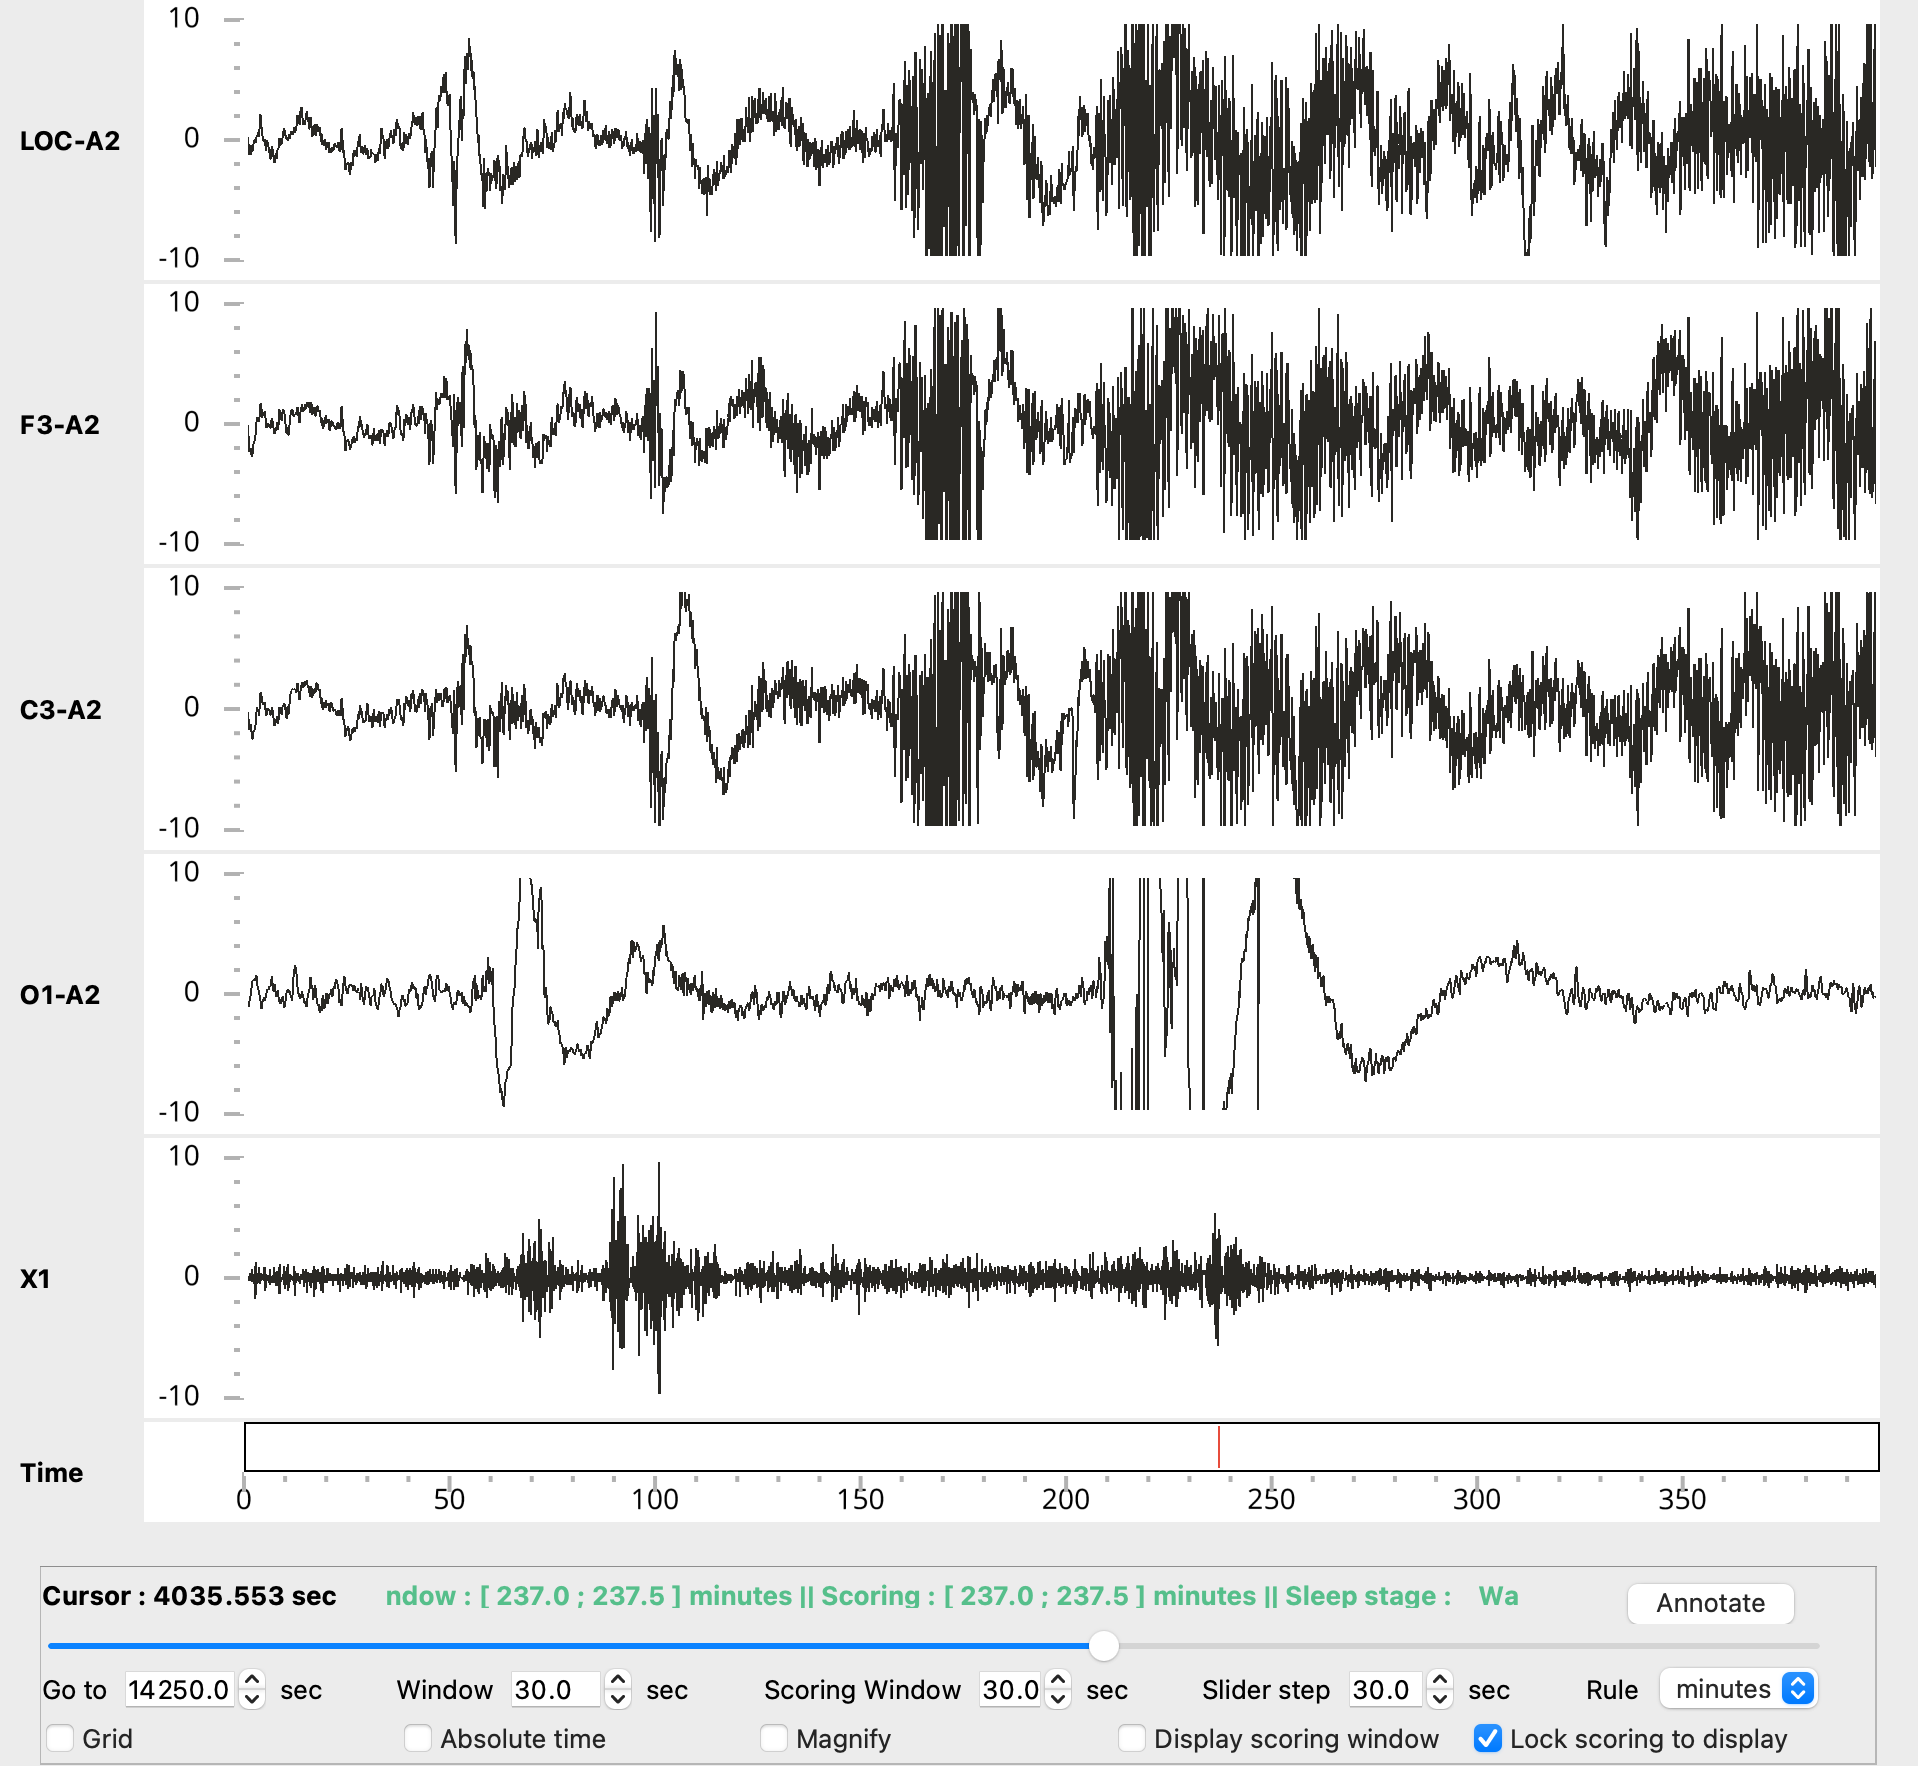 10
LOC-A2
0
-10
10
F3-A2
0
-10
10
C3-A2
0
-10
10
O1-A2
0
-10
10
X1
0
-10
Time
0 50 100 150 200 250 300 350
Cursor : 4035.553 sec ndow : [ 237.0 ; 237.5 ] minutes || Scoring : [ 237.0 ; 237.5 ] minutes || Sleep stage : Wa Annotate
Go to 14250.0 sec Window 30.0 sec Scoring Window 30.0 sec Slider step 30.0 sec Rule minutes
Grid Absolute time Magnify Display scoring window Lock scoring to display